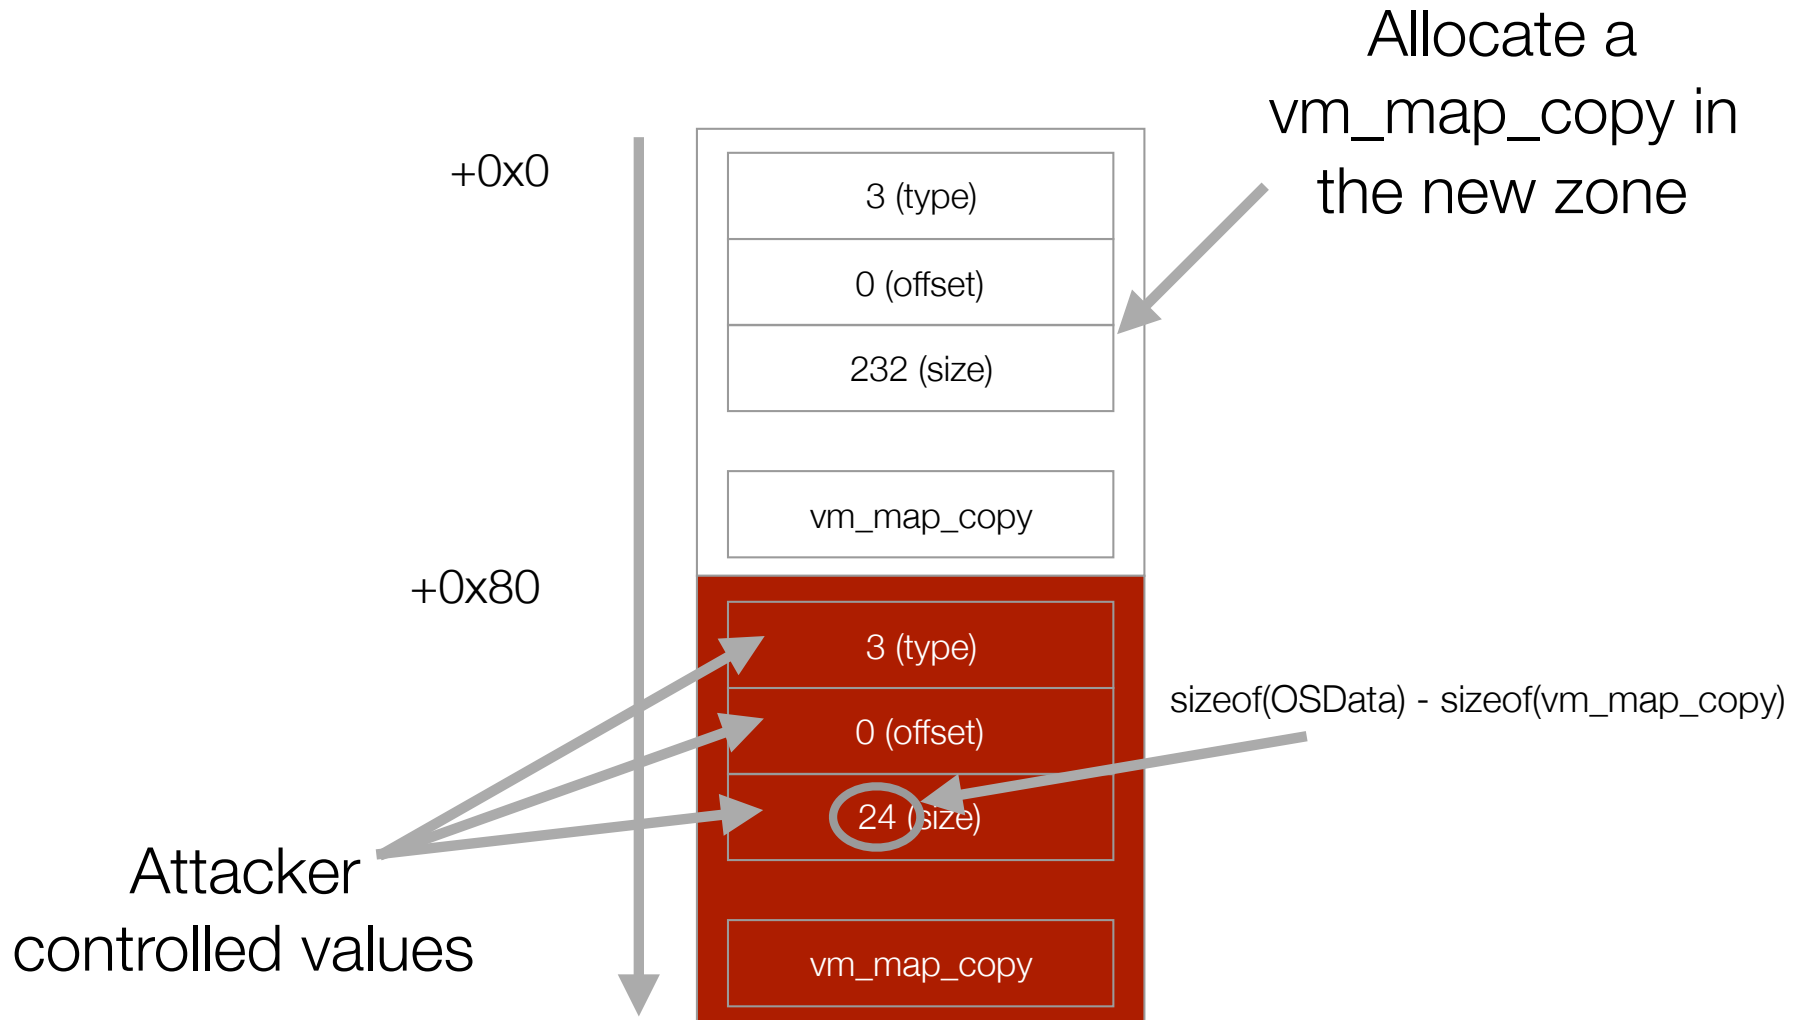 Allocate a
vm_map_copy in
the new zone
+0x0
3 (type)
0 (offset)
232 (size)
vm_map_copy
+0x80
3 (type)
0 (offset)
24 (size)
sizeof(OSData) - sizeof(vm_map_copy)
Attacker
controlled values
vm_map_copy